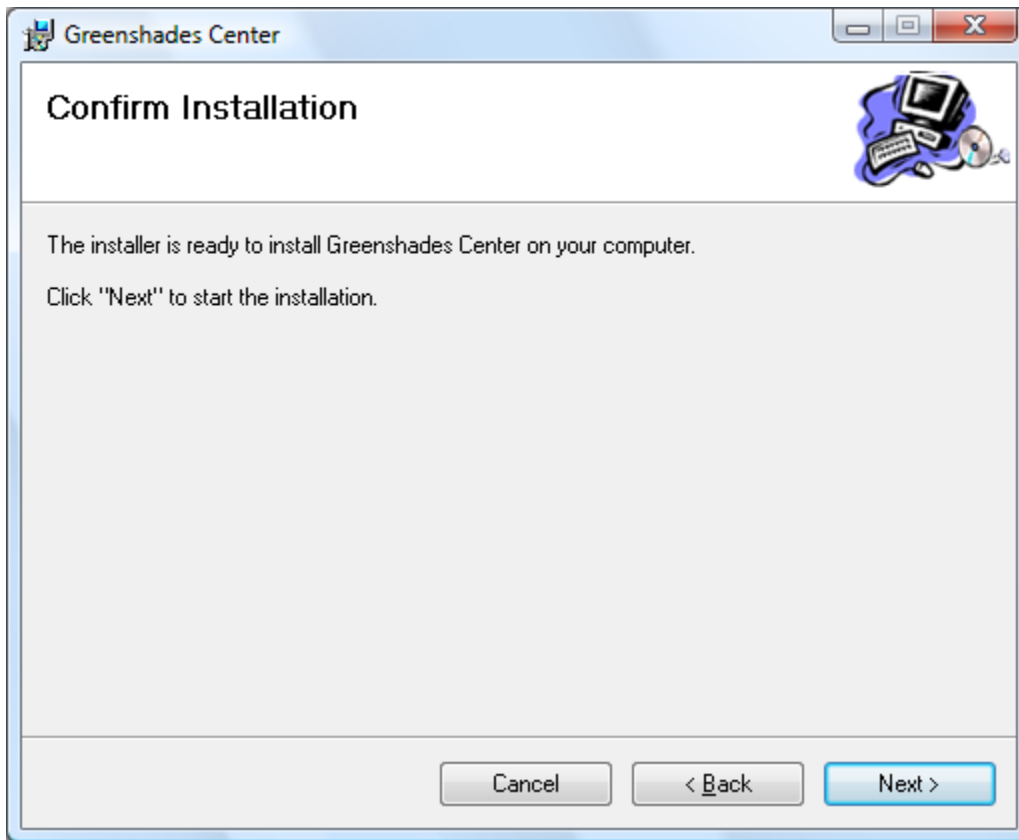 Greenshades Center
Confirm Installation
The installer is ready to install Greenshades Center on your computer.
Click "Next" to start the installation.
Cancel
< Back
Next >